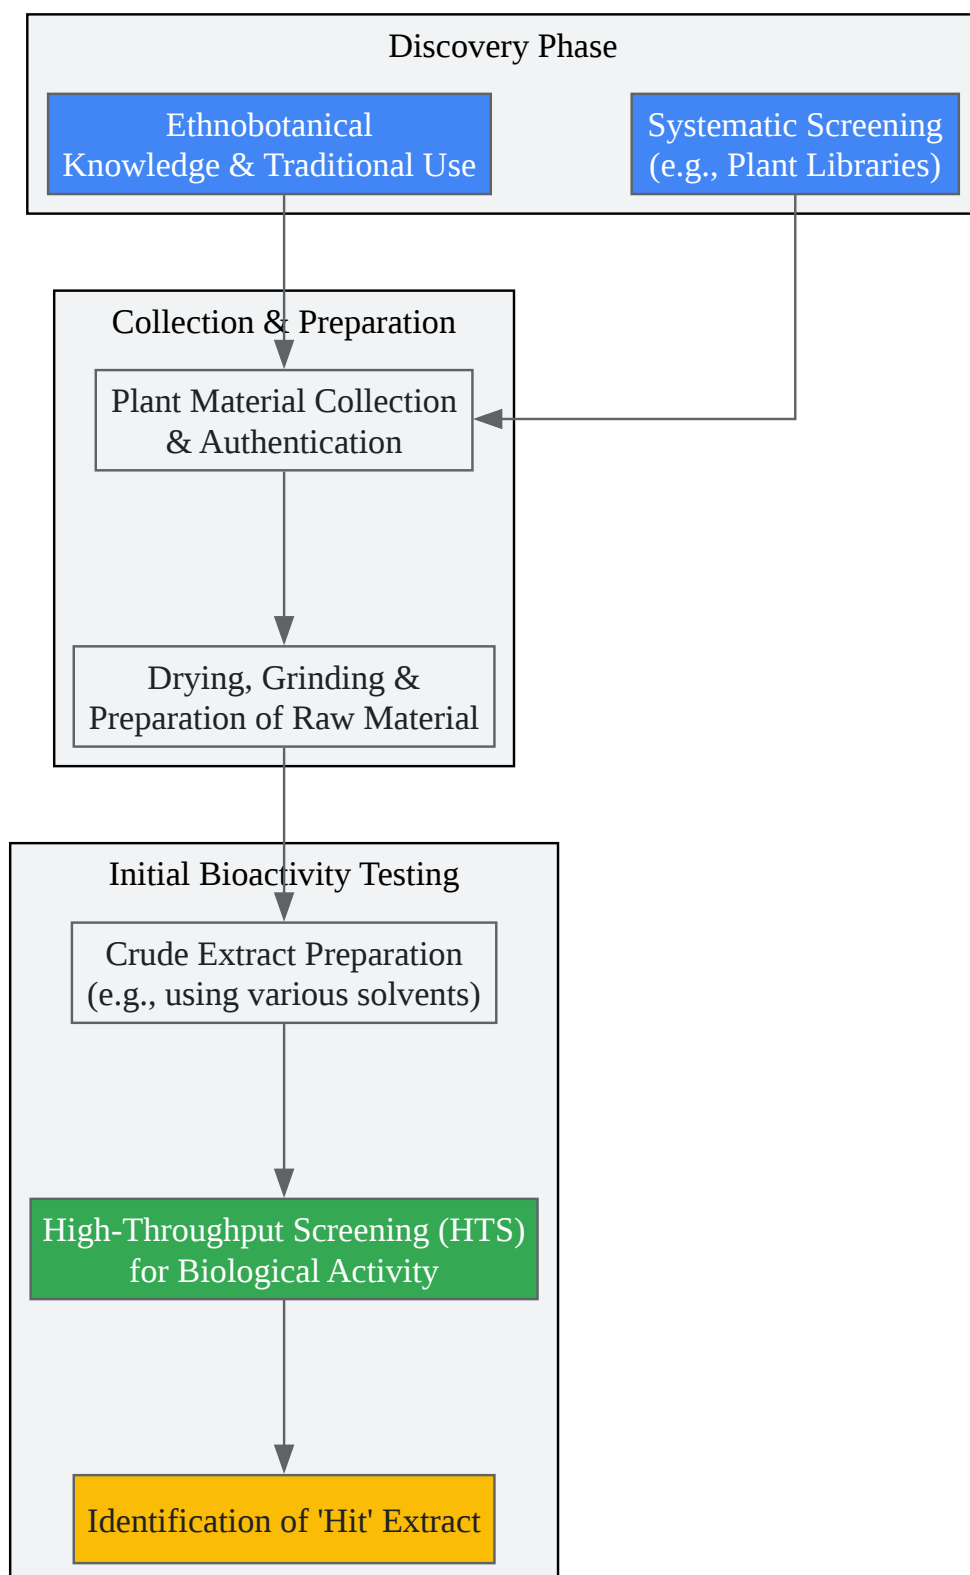 Discovery Phase
Ethnobotanical
Knowledge & Traditional Use
Systematic Screening
(e.g., Plant Libraries)
Collection & Preparation
Plant Material Collection
& Authentication
Drying, Grinding &
Preparation of Raw Material
Initial Bioactivity Testing
Crude Extract Preparation
(e.g., using various solvents)
High-Throughput Screening (HTS)
for Biological Activity
Identification of 'Hit' Extract